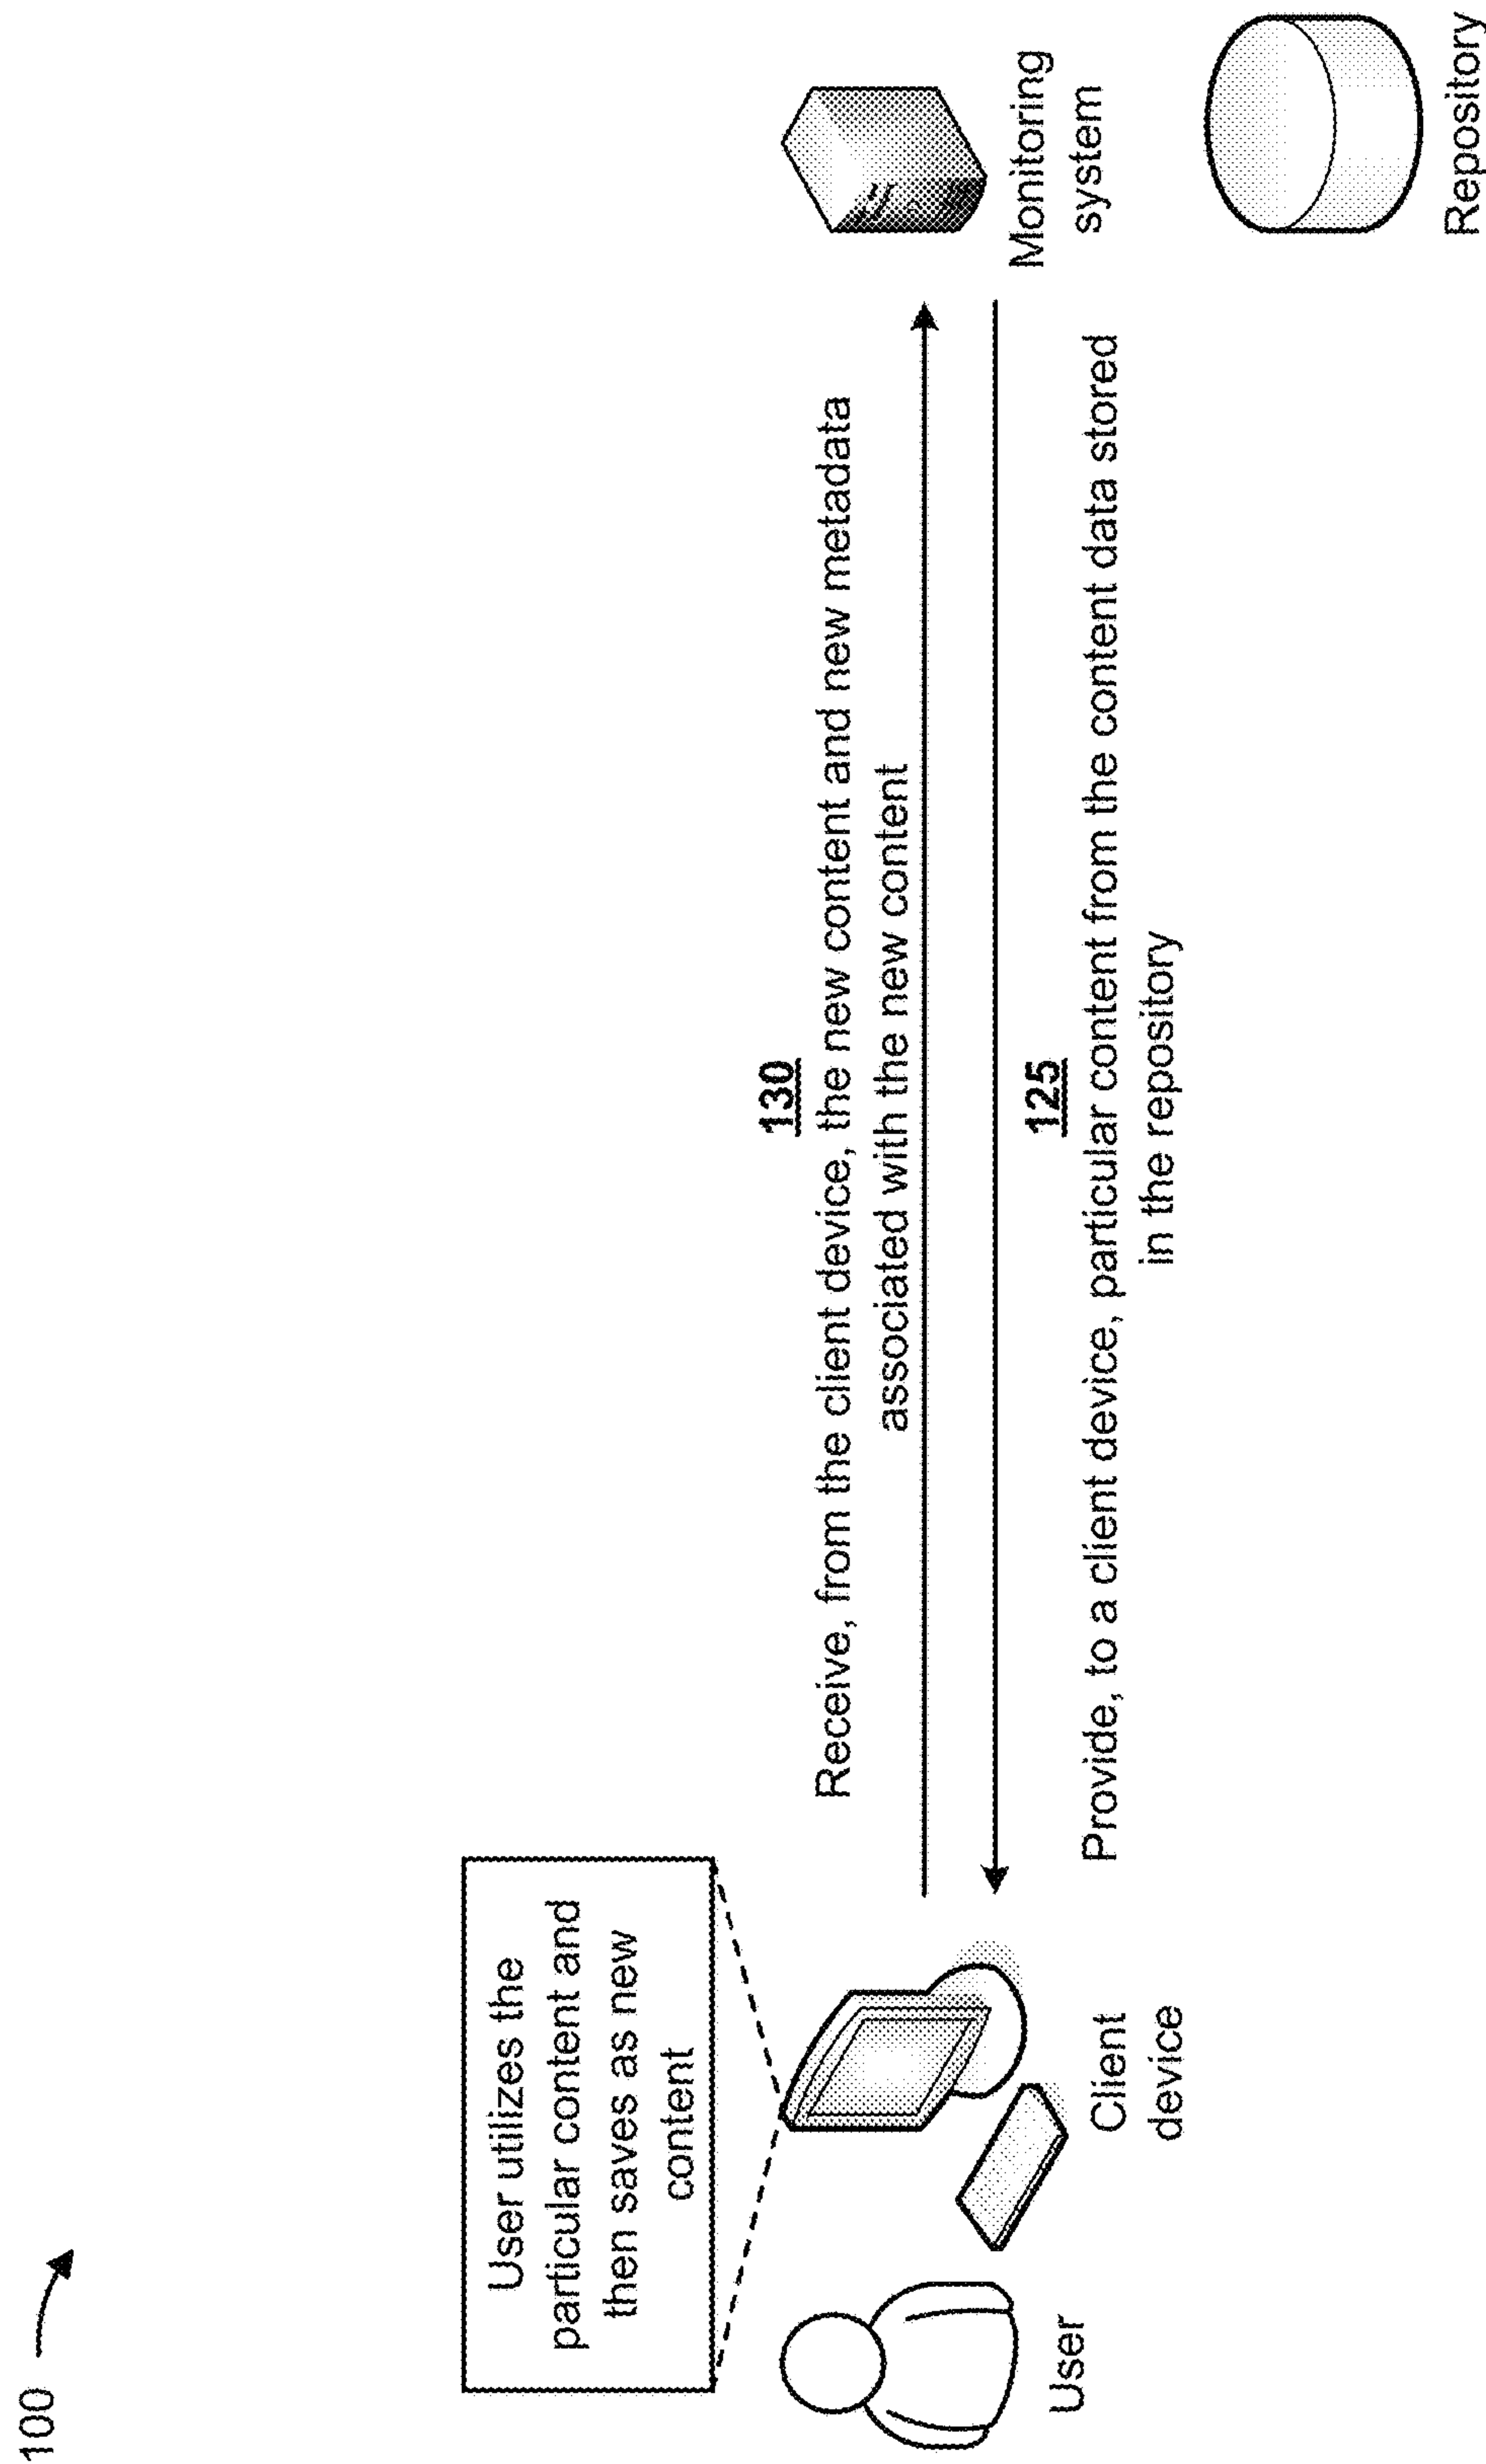 100
User utilizes the
particular content and
then saves as new
content
130
Receive, from the client device, the new content and new metadata
associated with the new content
125
Provide, to a client device, particular content from the content data stored
in the repository
User
Client
device
Monitoring
system
Repository